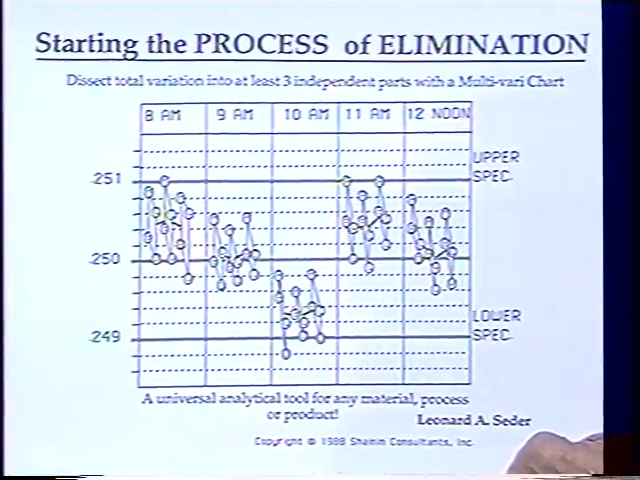 Starting the PROCESS of ELIMINATION
Dissect total variation into at least 3 independent parts with a Multi-vari Chart
8 AM 9 AM 10 AM 11 AM 12 NOON
UPPER
251 SPEC.
250
LOWER
249 SPEC.
A universal analytical tool for any material, process
or product!
Leonard A. Seder
Copyright © 1988 Shainin Consultants, Inc.